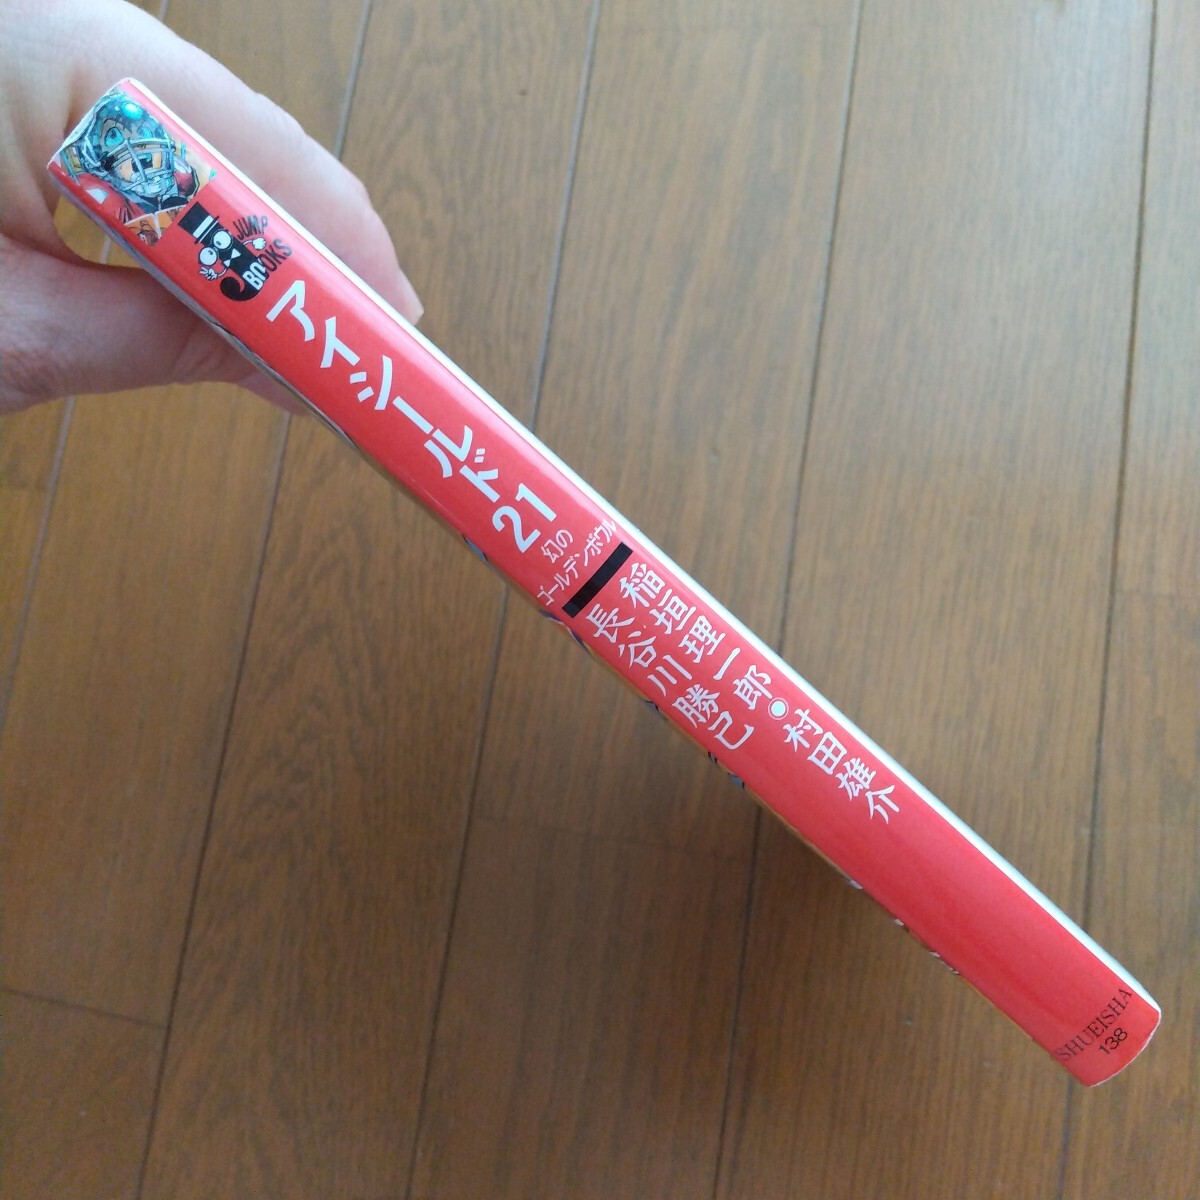 JUMP
BOOKS
アイシールド21
幻の
ゴールデンボウル
稲垣理一郎◎村田雄介
長谷川勝己
SHUEISHA
138